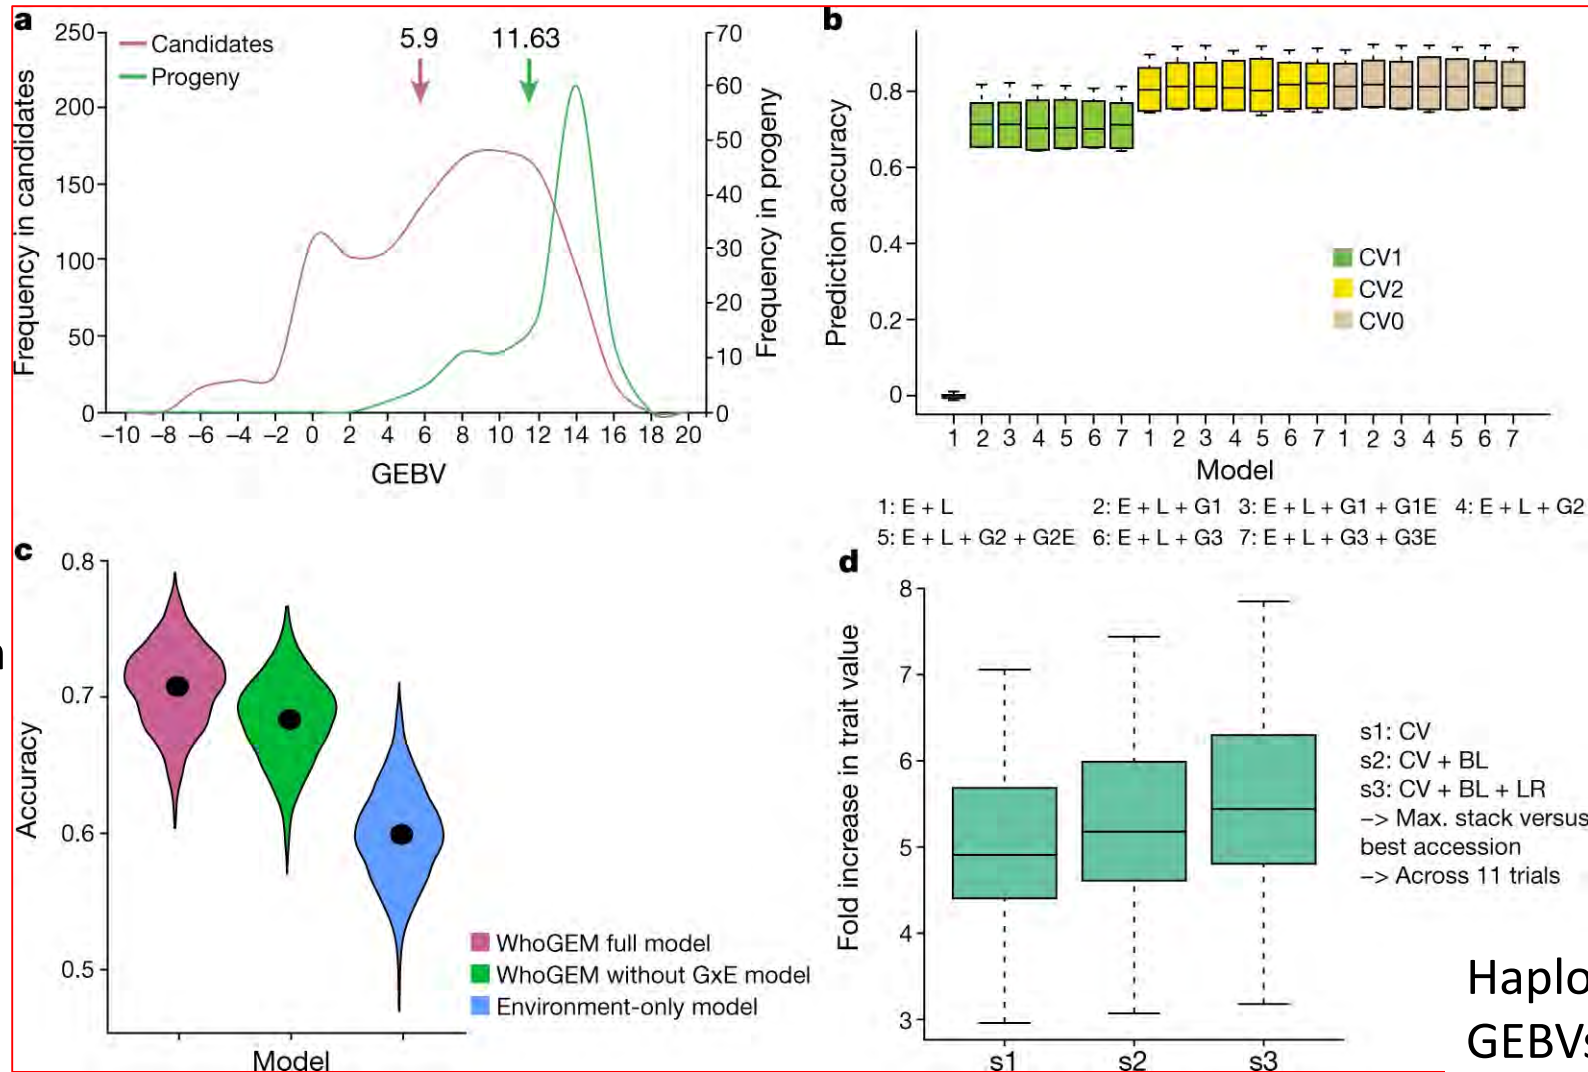 a
250
200
150
100
50
0
Frequency in candidates
Candidates
Progeny
5.9
11.63
70
60
50
40
30
20
10
0
Frequency in progeny
−10 −8 −6 −4 −2 0 2 4 6 8 10 12 14 16 18 20
GEBV
b
0.8
0.6
0.4
0.2
0
Prediction accuracy
CV1
CV2
CV0
1 2 3 4 5 6 7 1 2 3 4 5 6 7 1 2 3 4 5 6 7
Model
1: E + L 2: E + L + G1 3: E + L + G1 + G1E 4: E + L + G2
5: E + L + G2 + G2E 6: E + L + G3 7: E + L + G3 + G3E
c
0.8
0.7
0.6
0.5
Accuracy
WhoGEM full model
WhoGEM without GxE model
Environment-only model
Model
d
8
7
6
5
4
3
Fold increase in trait value
s1 s2 s3
s1: CV
s2: CV + BL
s3: CV + BL + LR
−> Max. stack versus
best accession
−> Across 11 trials
Haplo
GEBVs